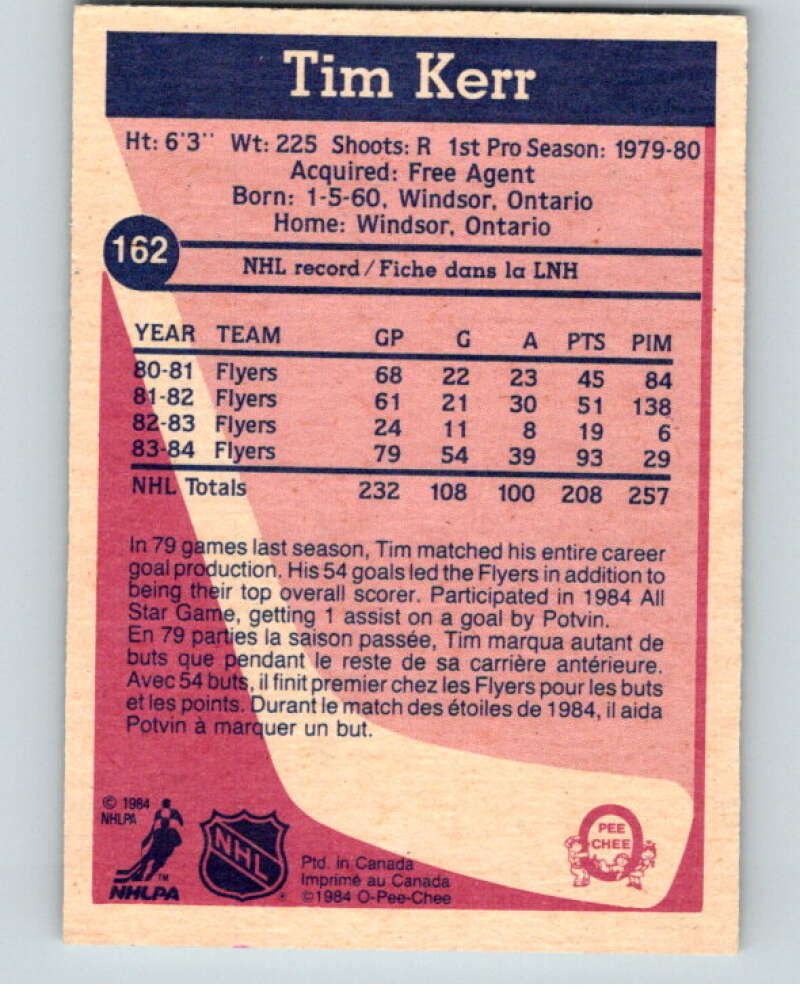 Tim Kerr
Ht: 6'3'' Wt: 225 Shoots: R 1st Pro Season: 1979-80
Acquired: Free Agent
Born: 1-5-60, Windsor, Ontario
Home: Windsor, Ontario
162
NHL record/Fiche dans la LNH
YEAR TEAM GP G A PTS PIM
80-81 Flyers 68 22 23 45 84
81-82 Flyers 61 21 30 51 138
82-83 Flyers 24 11 8 19 6
83-84 Flyers 79 54 39 93 29
NHL Totals 232 108 100 208 257
In 79 games last season, Tim matched his entire career
goal production. His 54 goals led the Flyers in addition to
being their top overall scorer. Participated in 1984 All
Star Game, getting 1 assist on a goal by Potvin.
En 79 parties la saison passée, Tim marqua autant de
buts que pendant le reste de sa carrière antérieure.
Avec 54 buts, il finit premier chez les Flyers pour les buts
et les points. Durant le match des étoiles de 1984, il aida
Potvin à marquer un but.
© 1984
NHLPA
TM
NHLPA
NHL
Ptd. in Canada
Imprimé au Canada
©1984 O-Pee-Chee
PEE
CHEE